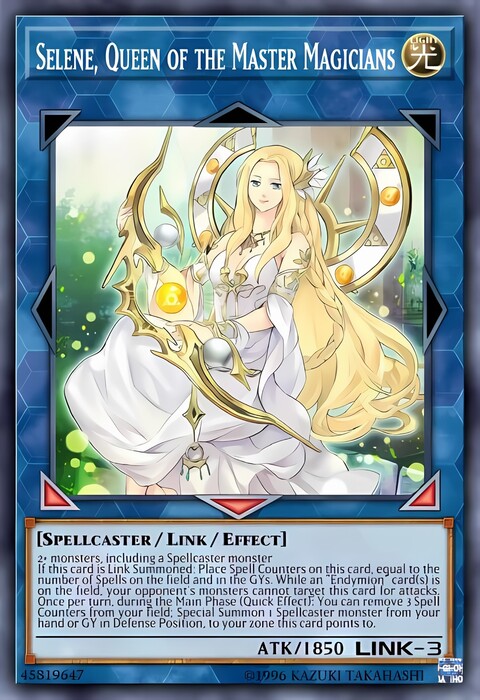 SELENE, QUEEN OF THE MASTER MAGICIANS
LIGHT
光
[SPELLCASTER / LINK / EFFECT]
2+ monsters, including a Spellcaster monster
If this card is Link Summoned: Place Spell Counters on this card, equal to the
number of Spells on the field and in the GYs. While an "Endymion" card(s) is
on the field, your opponent's monsters cannot target this card for attacks.
Once per turn, during the Main Phase (Quick Effect): You can remove 3 Spell
Counters from your field; Special Summon 1 Spellcaster monster from your
hand or GY in Defense Position, to your zone this card points to.
ATK/1850 LINK-3
45819647
©1996 KAZUKI TAKAHASHI